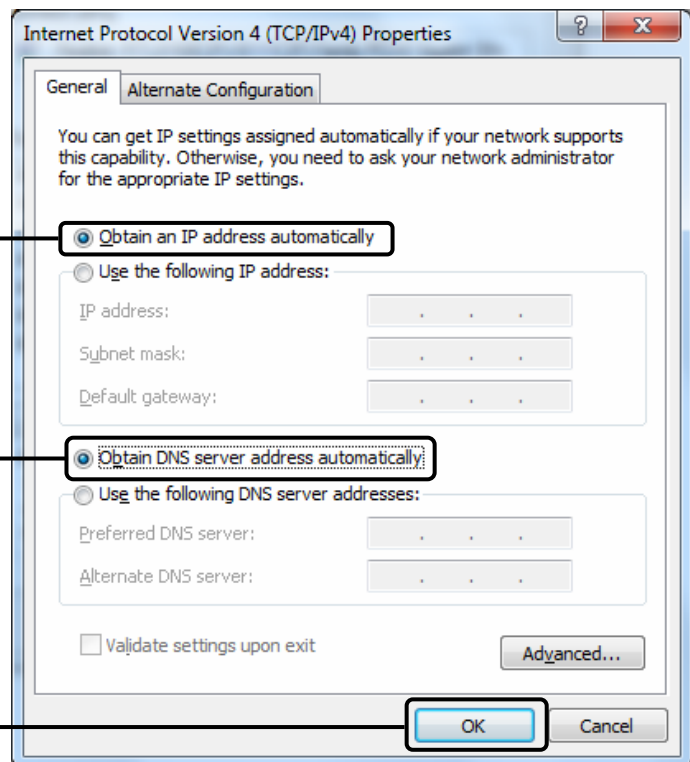 Internet Protocol Version 4 (TCP/IPv4) Properties
?
General
Alternate Configuration
You can get IP settings assigned automatically if your network supports
this capability. Otherwise, you need to ask your network administrator
for the appropriate IP settings.
Obtain an IP address automatically
Use the following IP address:
IP address:
Subnet mask:
Default gateway:
Obtain DNS server address automatically
Use the following DNS server addresses:
Preferred DNS server:
Alternate DNS server:
Validate settings upon exit
Advanced...
OK
Cancel